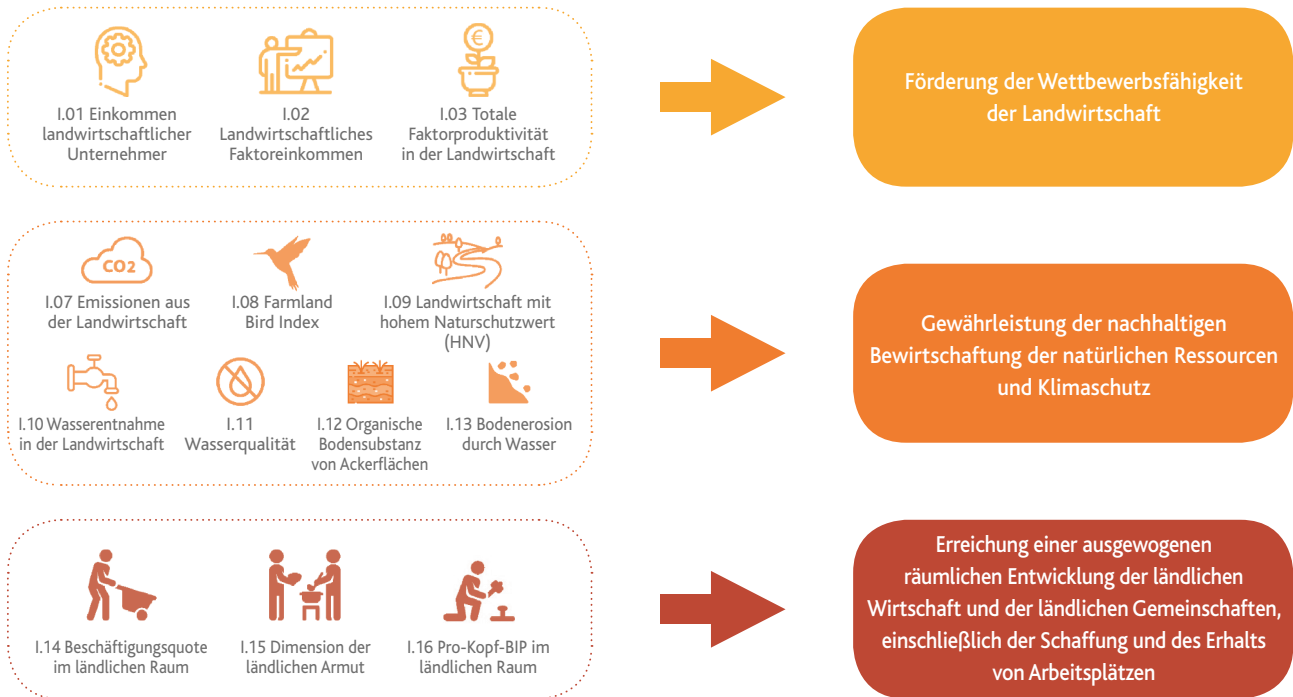 €
I.01 Einkommen
landwirtschaftlicher
Unternehmer
I.02
Landwirtschaftliches
Faktoreinkommen
I.03 Totale
Faktorproduktivität
in der Landwirtschaft
Förderung der Wettbewerbsfähigkeit
der Landwirtschaft
CO2
I.07 Emissionen aus
der Landwirtschaft
I.08 Farmland
Bird Index
I.09 Landwirtschaft mit
hohem Naturschutzwert
(HNV)
I.10 Wasserentnahme
in der Landwirtschaft
I.11
Wasserqualität
I.12 Organische
Bodensubstanz
von Ackerflächen
I.13 Bodenerosion
durch Wasser
Gewährleistung der nachhaltigen
Bewirtschaftung der natürlichen Ressourcen
und Klimaschutz
I.14 Beschäftigungsquote
im ländlichen Raum
I.15 Dimension der
ländlichen Armut
I.16 Pro-Kopf-BIP im
ländlichen Raum
Erreichung einer ausgewogenen
räumlichen Entwicklung der ländlichen
Wirtschaft und der ländlichen Gemeinschaften,
einschließlich der Schaffung und des Erhalts
von Arbeitsplätzen